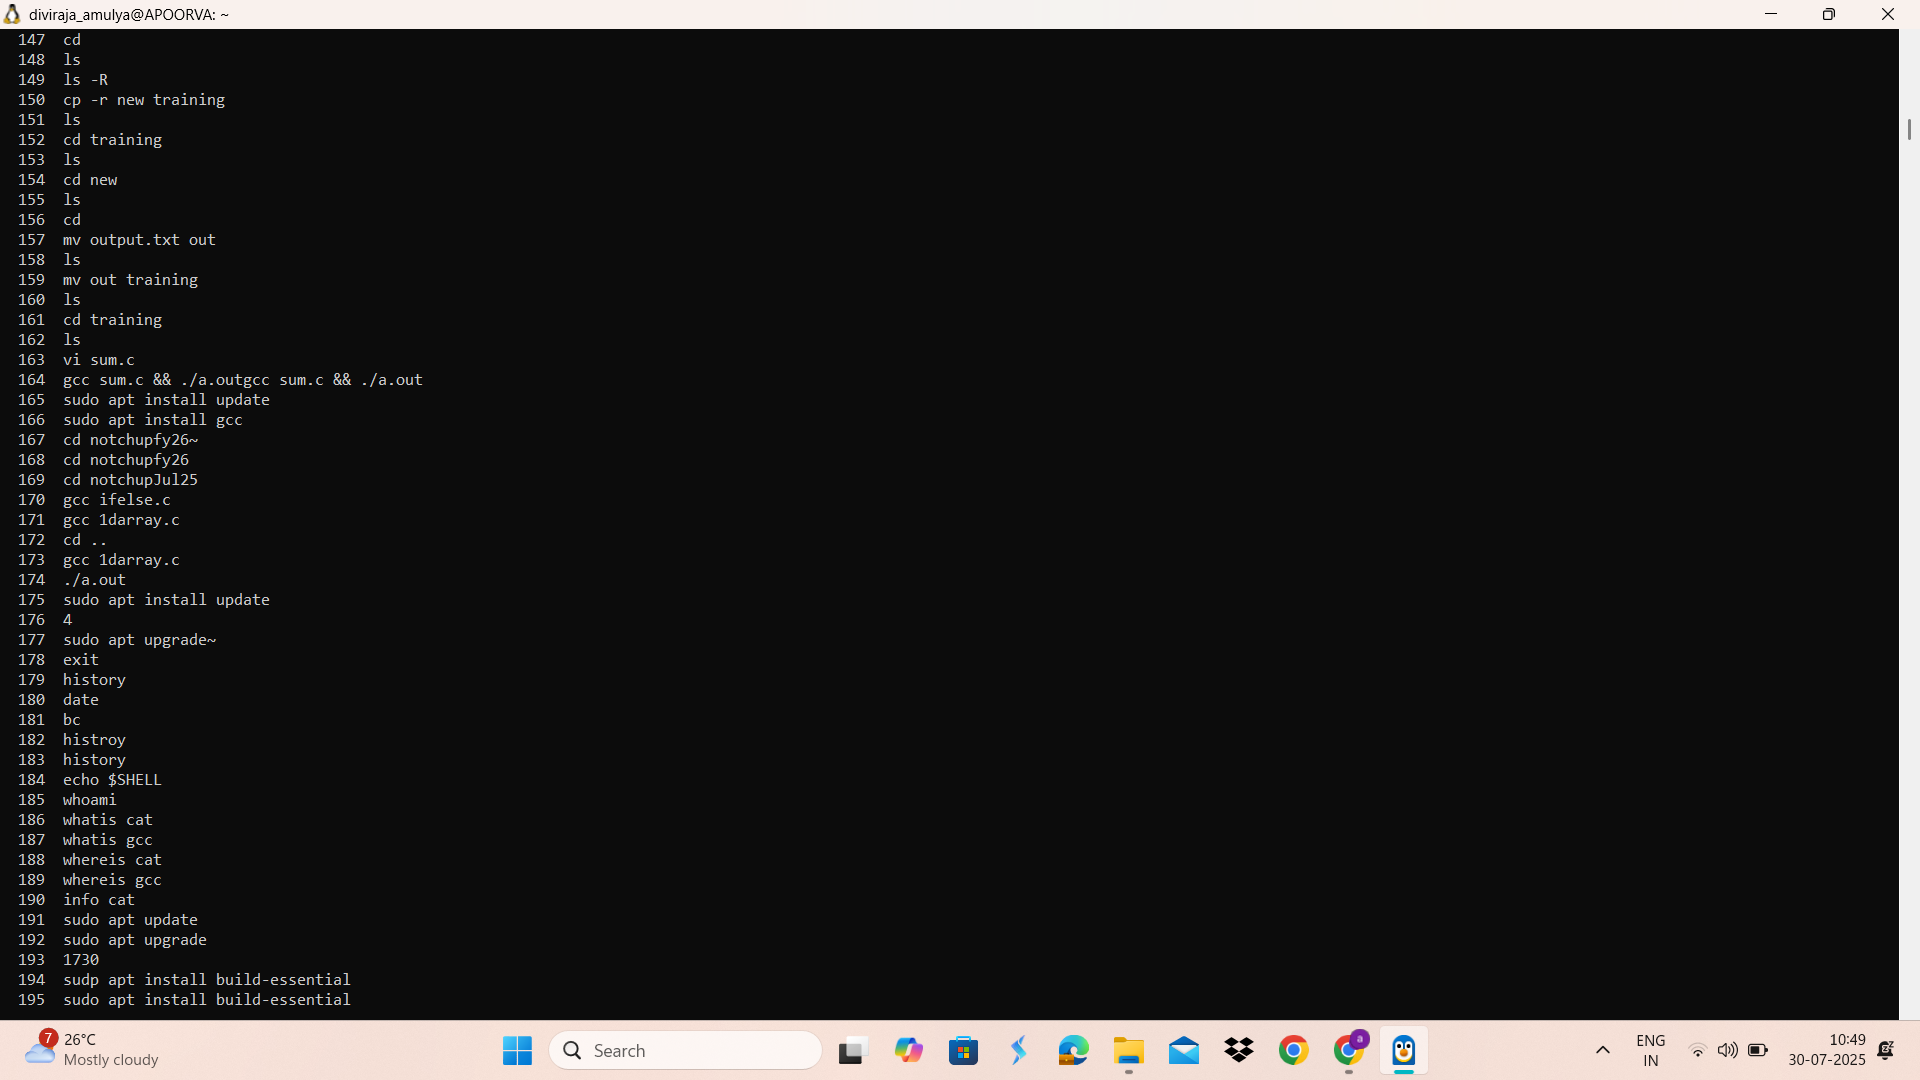 diviraja_amulya@APOORVA: ~
147 cd
148 ls
149 ls -R
150 cp -r new training
151 ls
152 cd training
153 ls
154 cd new
155 ls
156 cd
157 mv output.txt out
158 ls
159 mv out training
160 ls
161 cd training
162 ls
163 vi sum.c
164 gcc sum.c && ./a.outgcc sum.c && ./a.out
165 sudo apt install update
166 sudo apt install gcc
167 cd notchupfy26~
168 cd notchupfy26
169 cd notchupJul25
170 gcc ifelse.c
171 gcc 1darray.c
172 cd ..
173 gcc 1darray.c
174 ./a.out
175 sudo apt install update
176 4
177 sudo apt upgrade~
178 exit
179 history
180 date
181 bc
182 histroy
183 history
184 echo $SHELL
185 whoami
186 whatis cat
187 whatis gcc
188 whereis cat
189 whereis gcc
190 info cat
191 sudo apt update
192 sudo apt upgrade
193 1730
194 sudp apt install build-essential
195 sudo apt install build-essential
7
26°C
Mostly cloudy
Search
a
ENG
IN
10:49
30-07-2025